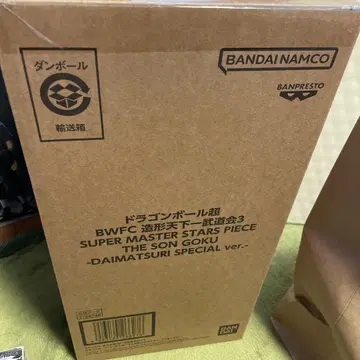 ダンボール
輸送箱
BANDAI NAMCO
BANPRESTO
ドラゴンボール超
BWFC 造形天下一武道会3
SUPER MASTER STARS PIECE
THE SON GOKU
-DAIMATSURI SPECIAL ver.-
BAN
DAI